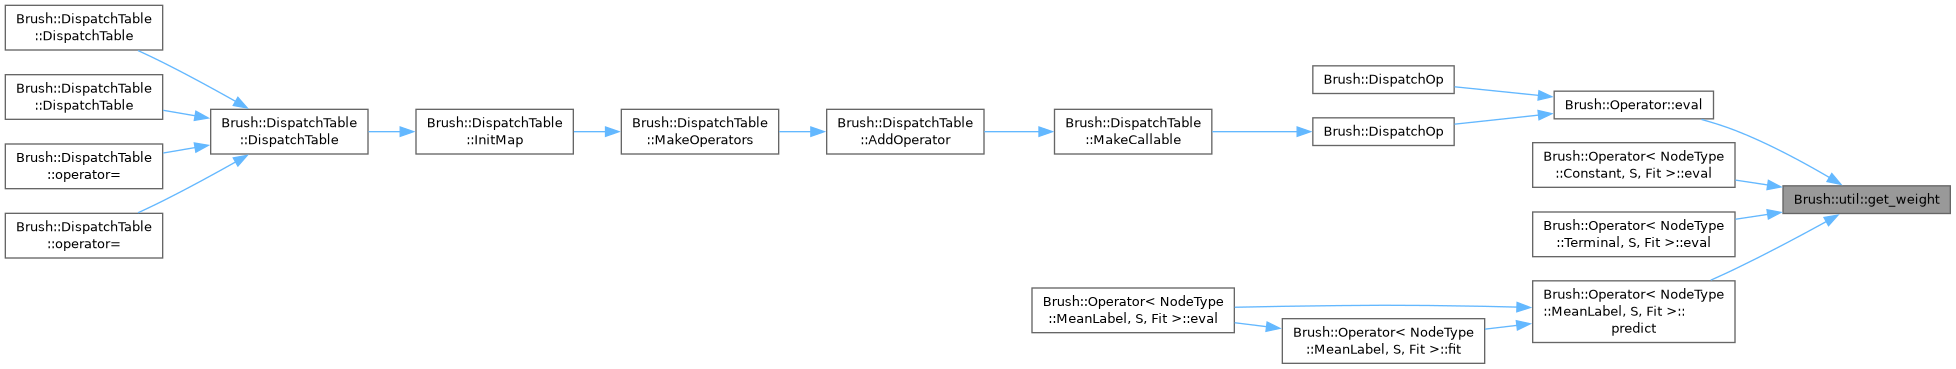 Brush::DispatchTable
::DispatchTable
Brush::DispatchTable
::DispatchTable
Brush::DispatchTable
::operator=
Brush::DispatchTable
::operator=
Brush::DispatchTable
::DispatchTable
Brush::DispatchTable
::InitMap
Brush::DispatchTable
::MakeOperators
Brush::DispatchTable
::AddOperator
Brush::DispatchTable
::MakeCallable
Brush::DispatchOp
Brush::DispatchOp
Brush::Operator::eval
Brush::Operator< NodeType
::Constant, S, Fit >::eval
Brush::Operator< NodeType
::Terminal, S, Fit >::eval
Brush::Operator< NodeType
::MeanLabel, S, Fit >::
predict
Brush::Operator< NodeType
::MeanLabel, S, Fit >::eval
Brush::Operator< NodeType
::MeanLabel, S, Fit >::fit
Brush::util::get_weight